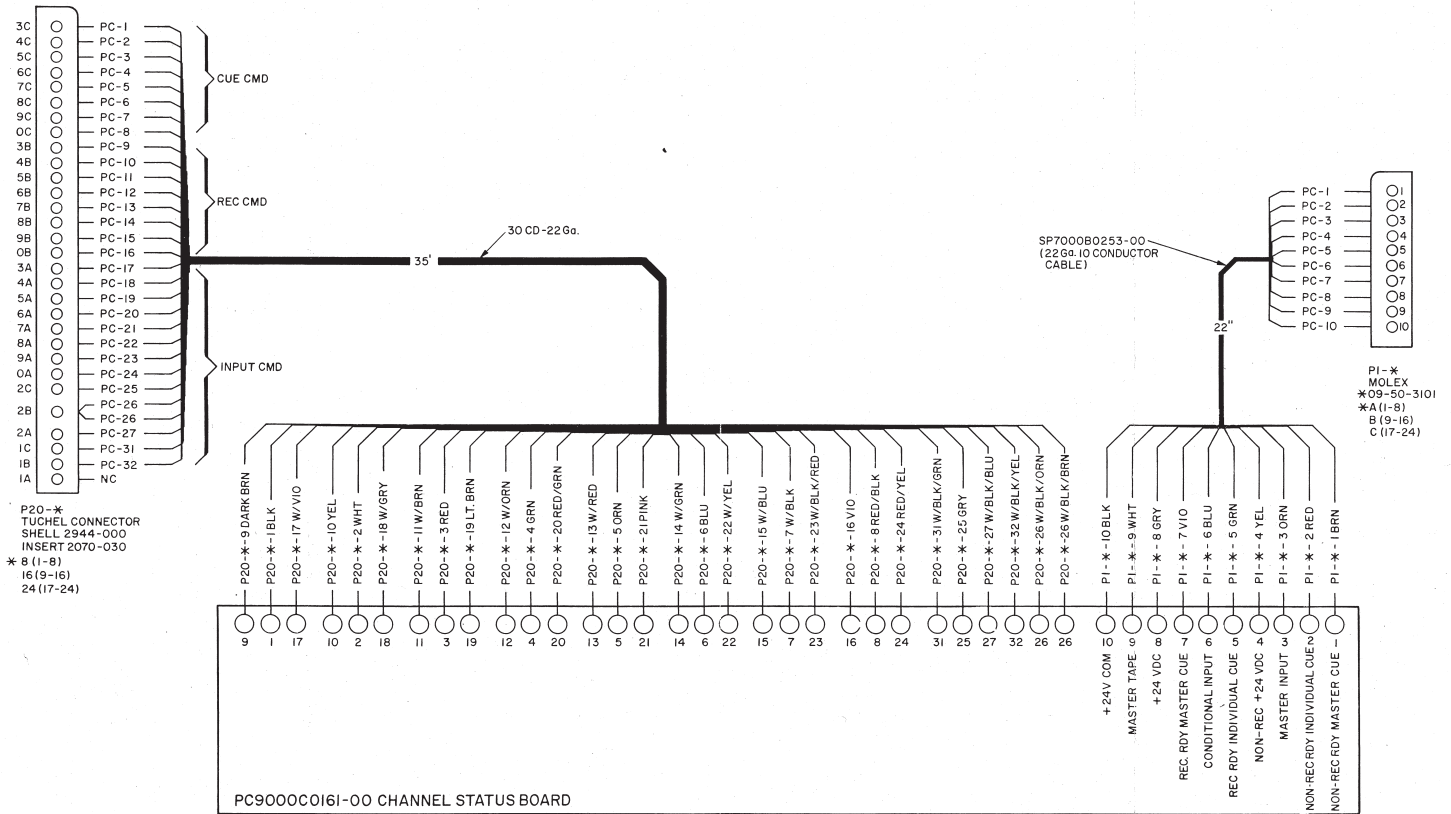 3C PC-1
4C PC-2
5C PC-3
6C PC-4
7C PC-5
8C PC-6
9C PC-7
0C PC-8
3B PC-9
4B PC-10
5B PC-11
6B PC-12
7B PC-13
8B PC-14
9B PC-15
0B PC-16
3A PC-17
4A PC-18
5A PC-19
6A PC-20
7A PC-21
8A PC-22
9A PC-23
0A PC-24
2C PC-25
2B PC-26
PC-26
2A PC-27
1C PC-31
1B PC-32
1A NC
CUE CMD
REC CMD
INPUT CMD
P20-*
TUCHEL CONNECTOR
SHELL 2944-000
INSERT 2070-030
* 8 (1-8)
16 (9-16)
24 (17-24)
35'
30 CD-22 Ga.
SP7000B0253-00
(22 Ga. 10 CONDUCTOR
CABLE)
22"
PC-1 1
PC-2 2
PC-3 3
PC-4 4
PC-5 5
PC-6 6
PC-7 7
PC-8 8
PC-9 9
PC-10 10
P1-*
MOLEX
*09-50-3101
*A (1-8)
B (9-16)
C (17-24)
P20-*-9 DARK BRN
P20-*-1 BLK
P20-*-17 W/VIO
P20-*-10 YEL
P20-*-2 WHT
P20-*-18 W/GRY
P20-*-11 W/BRN
P20-*-3 RED
P20-*-19 LT. BRN
P20-*-12 W/ORN
P20-*-4 GRN
P20-*-20 RED/GRN
P20-*-13 W/RED
P20-*-5 ORN
P20-*-21 PINK
P20-*-14 W/GRN
P20-*-6 BLU
P20-*-22 W/YEL
P20-*-15 W/BLU
P20-*-7 W/BLK
P20-*-23 W/BLK/RED
P20-*-16 VIO
P20-*-8 RED/BLK
P20-*-24 RED/YEL
P20-*-31 W/BLK/GRN
P20-*-25 GRY
P20-*-27 W/BLK/BLU
P20-*-32 W/BLK/YEL
P20-*-26 W/BLK/ORN
P20-*-26 W/BLK/BRN
P1-*-10 BLK
P1-*-9 WHT
P1-*-8 GRY
P1-*-7 VIO
P1-*-6 BLU
P1-*-5 GRN
P1-*-4 YEL
P1-*-3 ORN
P1-*-2 RED
P1-*-1 BRN
9 1 17 10 2 18 11 3 19 12 4 20 13 5 21 14 6 22 15 7 23 16 8 24 31 25 27 32 26 26 10 9 8 7 6 5 4 3 2 1
+24V COM
MASTER TAPE
+24 VDC
REC. RDY MASTER CUE
CONDITIONAL INPUT
REC RDY INDIVIDUAL CUE
NON-REC +24 VDC
MASTER INPUT
NON-REC RDY INDIVIDUAL CUE
NON-REC RDY MASTER CUE
PC9000C0161-00 CHANNEL STATUS BOARD